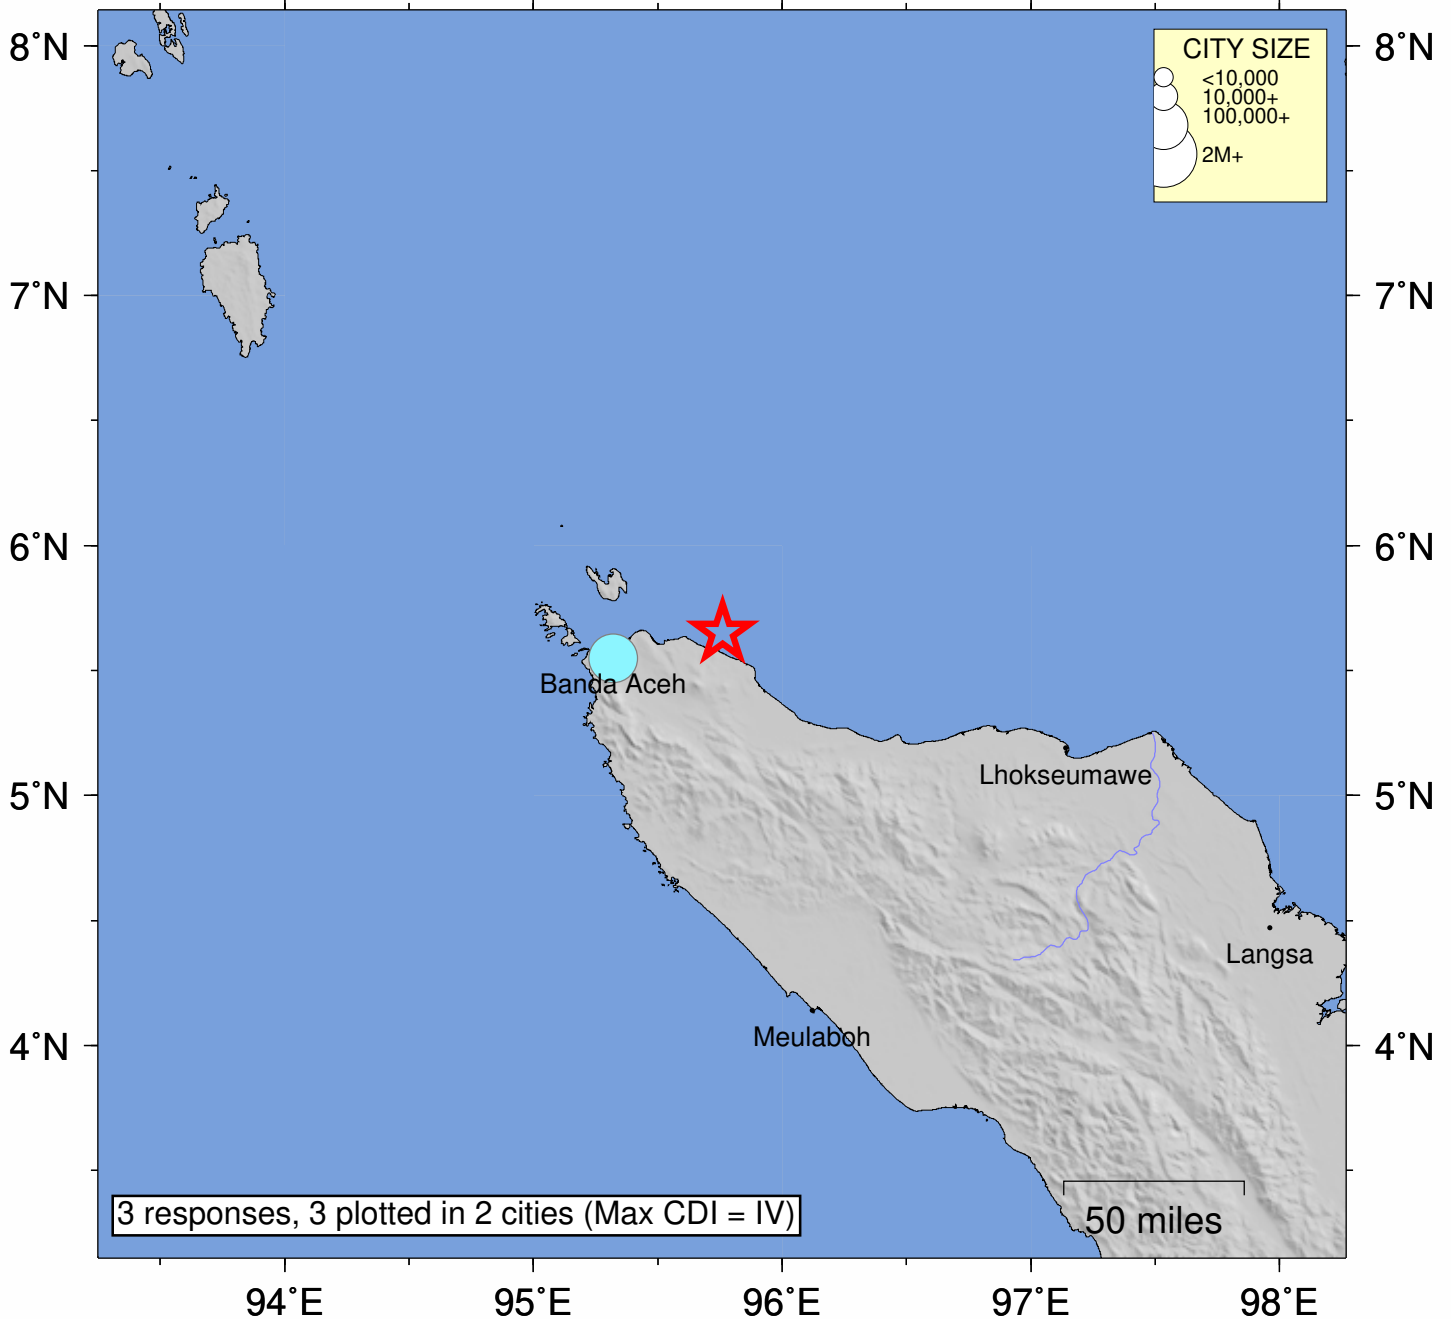 8°N
8°N
CITY SIZE
<10,000
10,000+
100,000+
2M+
7°N
7°N
6°N
6°N
Banda Aceh
Lhokseumawe
5°N
5°N
Langsa
Meulaboh
4°N
4°N
3 responses, 3 plotted in 2 cities (Max CDI = IV)
50 miles
94°E
95°E
96°E
97°E
98°E